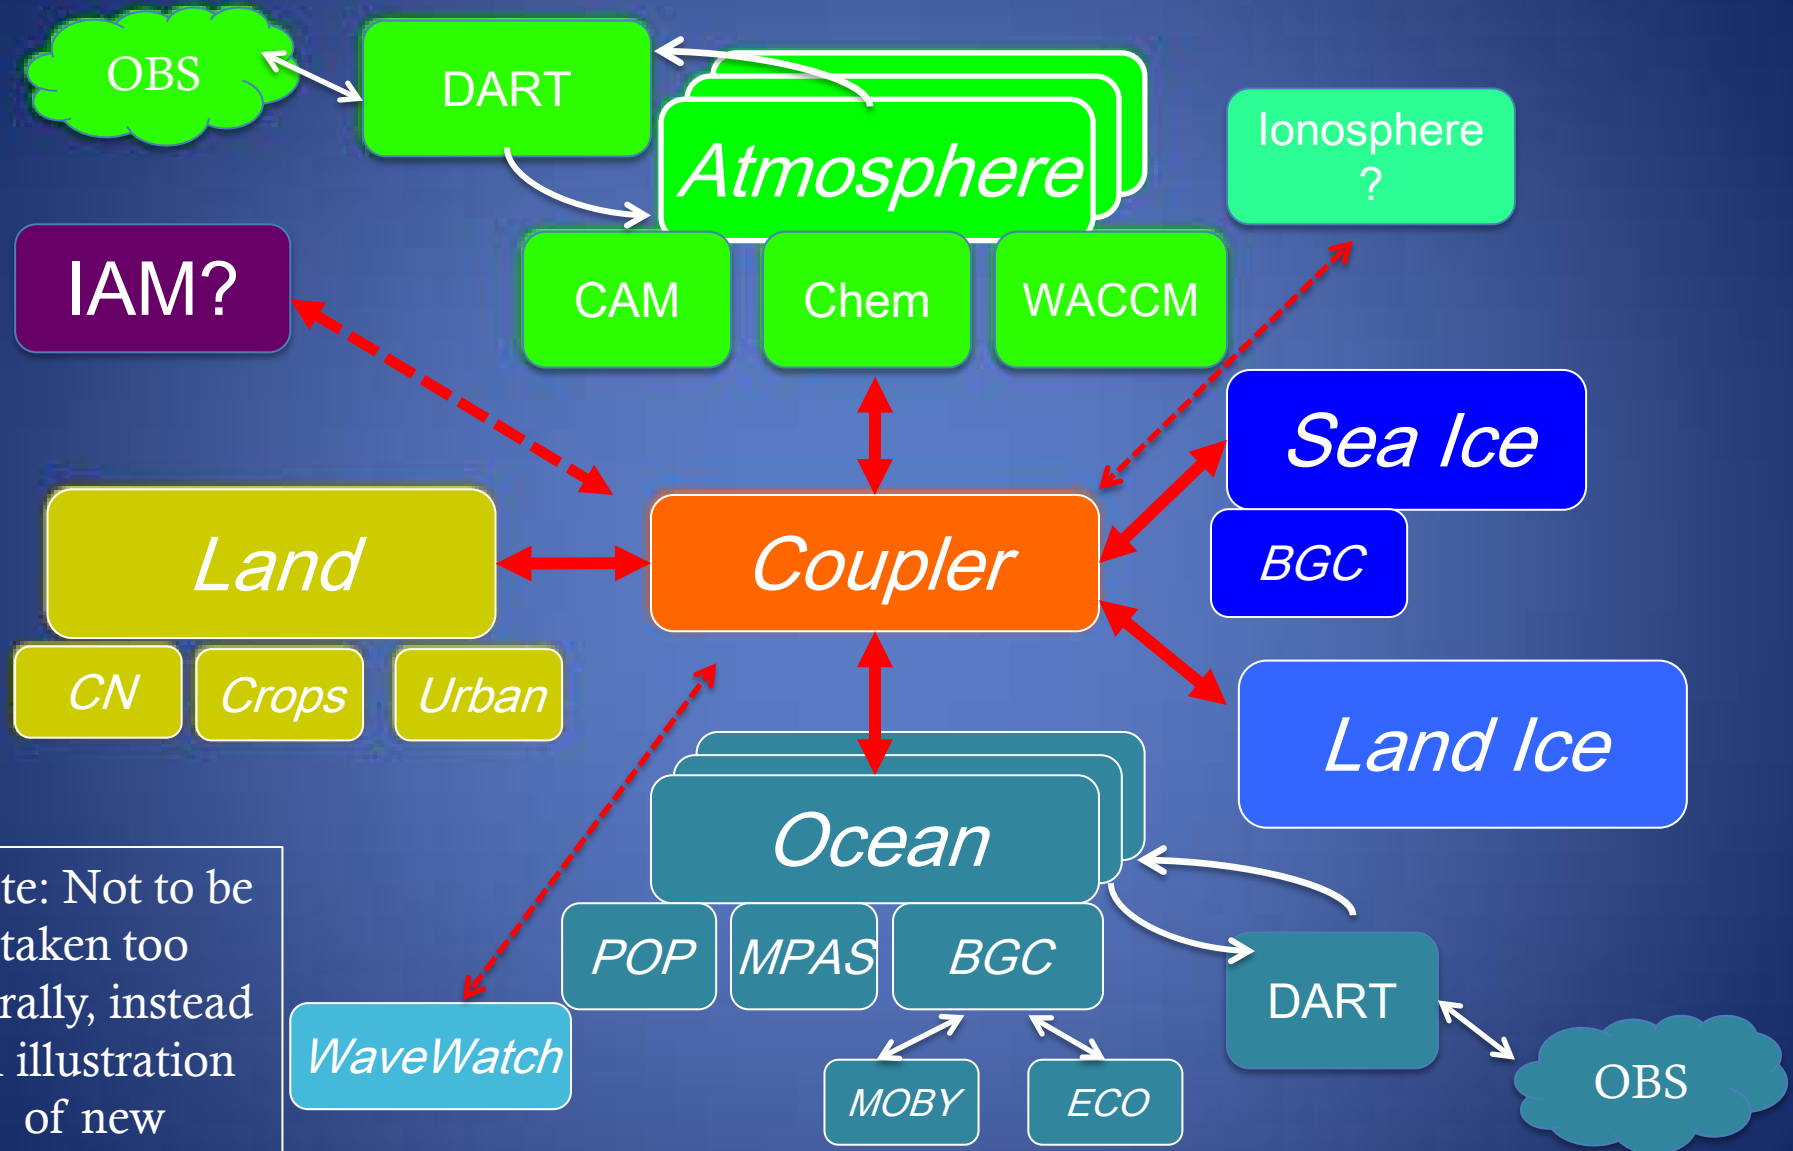 OBS
DART
Atmosphere
Ionosphere
?
IAM?
CAM
Chem
WACCM
Sea Ice
BGC
Land
Coupler
CN
Crops
Urban
Land Ice
Ocean
POP
MPAS
BGC
DART
WaveWatch
MOBY
ECO
OBS
te: Not to be
taken too
rally, instead
illustration
of new